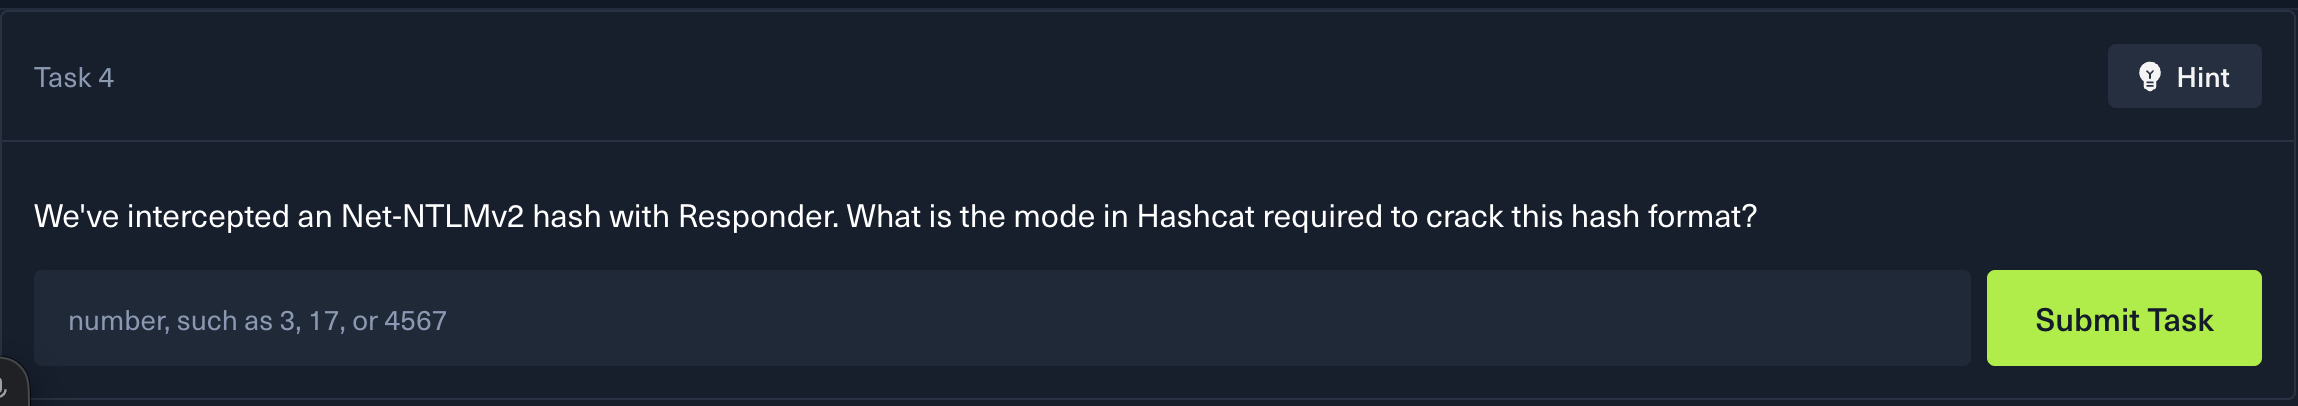 Task 4
Hint
We've intercepted an Net-NTLMv2 hash with Responder. What is the mode in Hashcat required to crack this hash format?
number, such as 3, 17, or 4567
Submit Task